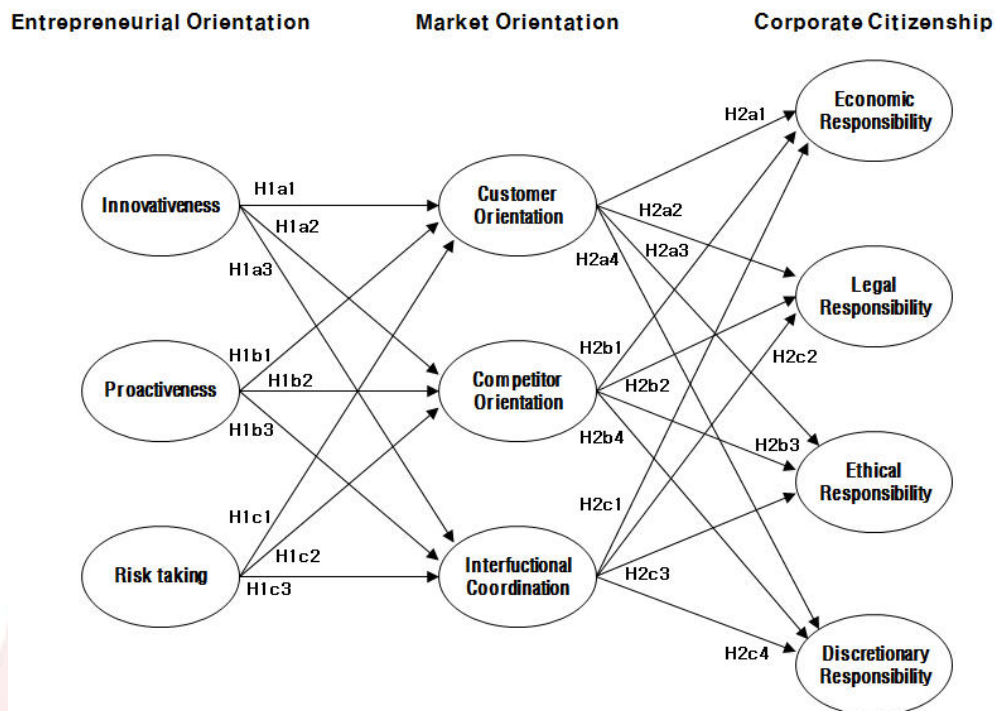 Entrepreneurial Orientation
Market Orientation
Corporate Citizenship
Innovativeness
Proactiveness
Risk taking
H1a1
H1a2
H1a3
H1b1
H1b2
H1b3
H1c1
H1c2
H1c3
Customer
Orientation
Competitor
Orientation
Interfuctional
Coordination
H2a1
H2a2
H2a3
H2a4
H2b1
H2b2
H2b3
H2b4
H2c1
H2c2
H2c3
H2c4
Economic
Responsibility
Legal
Responsibility
Ethical
Responsibility
Discretionary
Responsibility